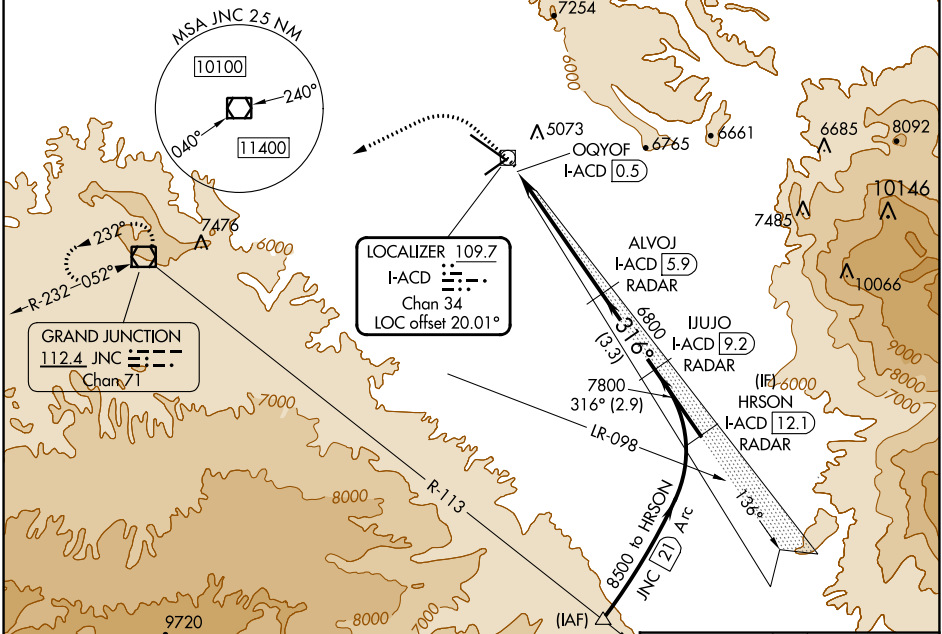 MSA JNC 25 NM
10100
240°
040°
11400
7254
6000
5073
6765
6661
6685
8092
OQYOF
I-ACD 0.5
10146
7485
10066
7476
6000
232°
R-232
052°
LOCALIZER 109.7
I-ACD
Chan 34
LOC offset 20.01°
GRAND JUNCTION
112.4 JNC
Chan 71
ALVOJ
I-ACD 5.9
RADAR
6800
316°
(3.3)
IJUJO
I-ACD 9.2
RADAR
7800
316° (2.9)
(IF)
HRSON
I-ACD 12.1
RADAR
6000
9000
8000
7000
LR-098
136°
7000
R-113
8000
8500 to HRSON
JNC 21 Arc
(IAF)
9720
8000
7000